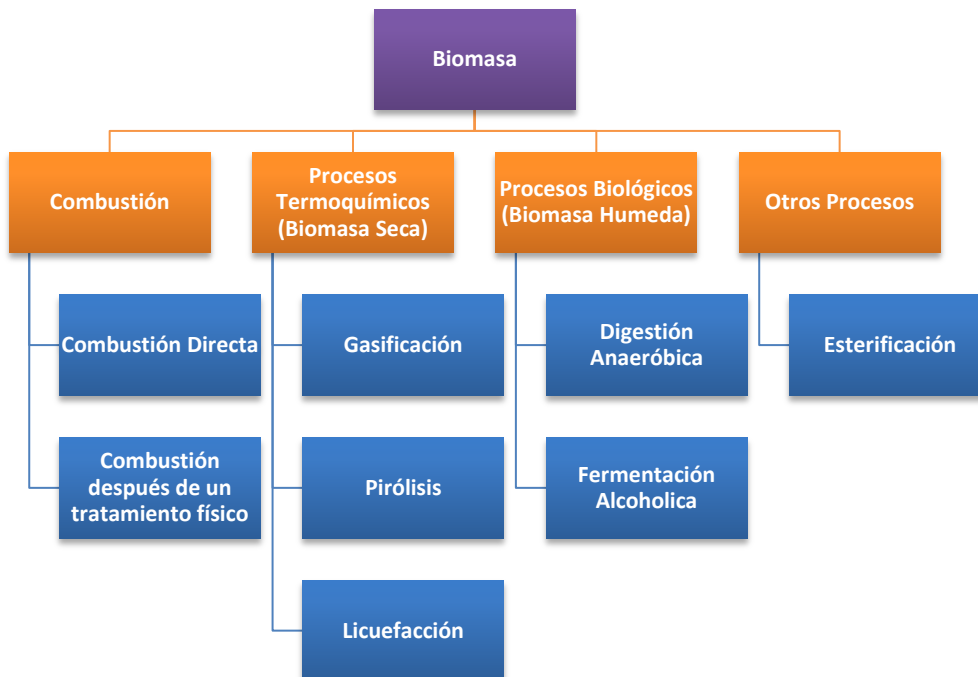 Biomasa
Combustión
Procesos
Termoquímicos
(Biomasa Seca)
Procesos Biológicos
(Biomasa Humeda)
Otros Procesos
Combustión Directa
Gasificación
Digestión
Anaeróbica
Esterificación
Combustión
después de un
tratamiento físico
Pirólisis
Fermentación
Alcoholica
Licuefacción